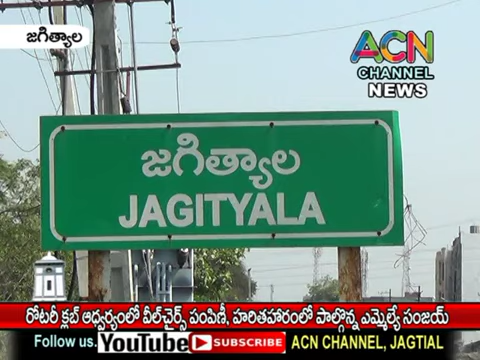 జగిత్యాల
ACN
CHANNEL
NEWS
జగిత్యాల
JAGITYALA
రోటరీ క్లబ్ ఆధ్వర్యంలో వీల్‌చైర్స్ పంపిణీ, హరితహారంలో పాల్గొన్న ఎమ్మెల్యే సంజయ్
Follow us. YouTube SUBSCRIBE ACN CHANNEL, JAGTIAL